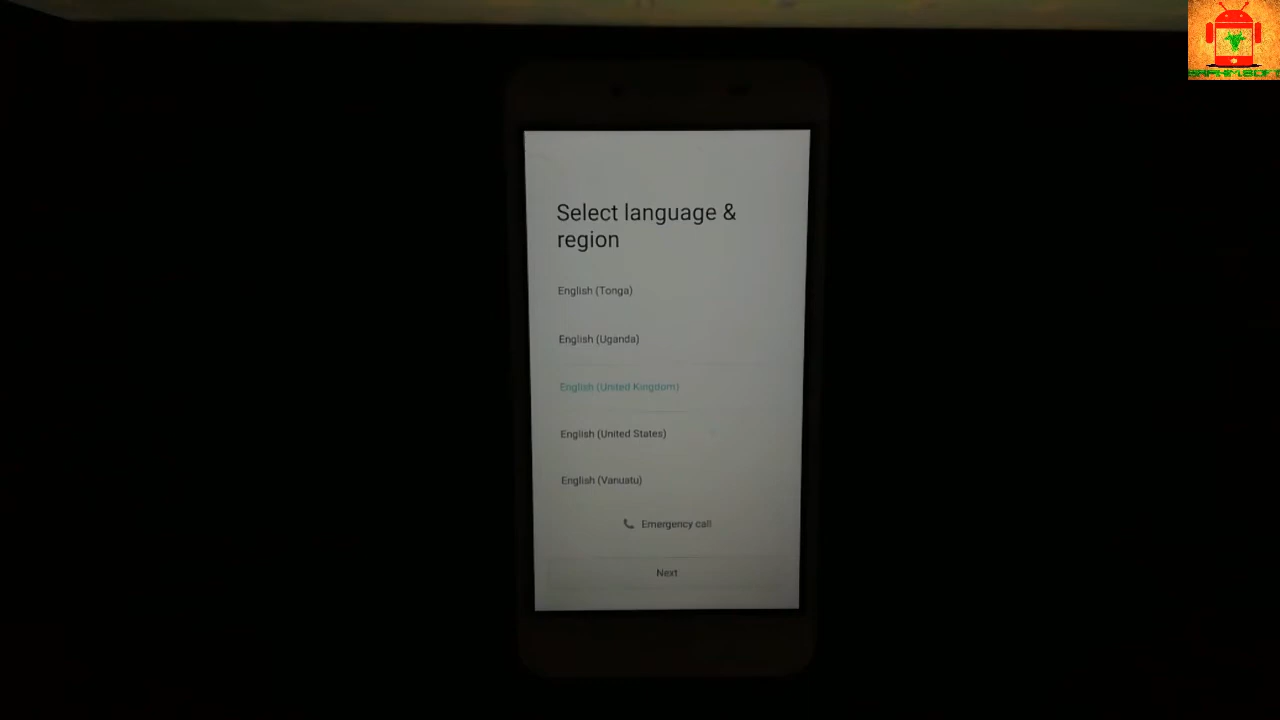 Select language &
region
English (Tonga)
English (Uganda)
English (United Kingdom)
English (United States)
English (Vanuatu)
Emergency call
Next